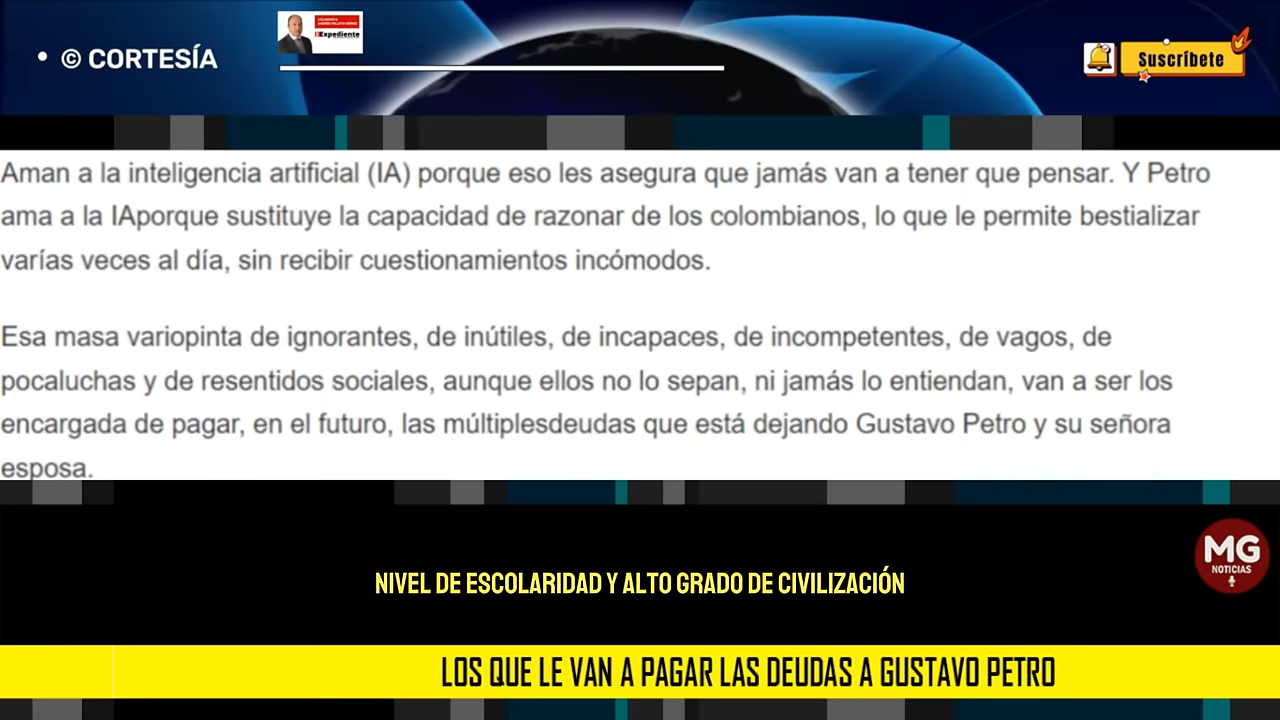 • © CORTESÍA
Expediente
Suscríbete
Aman a la inteligencia artificial (IA) porque eso les asegura que jamás van a tener que pensar. Y Petro
ama a la IAporque sustituye la capacidad de razonar de los colombianos, lo que le permite bestializar
varías veces al día, sin recibir cuestionamientos incómodos.
Esa masa variopinta de ignorantes, de inútiles, de incapaces, de incompetentes, de vagos, de
pocaluchas y de resentidos sociales, aunque ellos no lo sepan, ni jamás lo entiendan, van a ser los
encargada de pagar, en el futuro, las múltiplesdeudas que está dejando Gustavo Petro y su señora
esposa.
MG
NOTICIAS
NIVEL DE ESCOLARIDAD Y ALTO GRADO DE CIVILIZACIÓN
LOS QUE LE VAN A PAGAR LAS DEUDAS A GUSTAVO PETRO